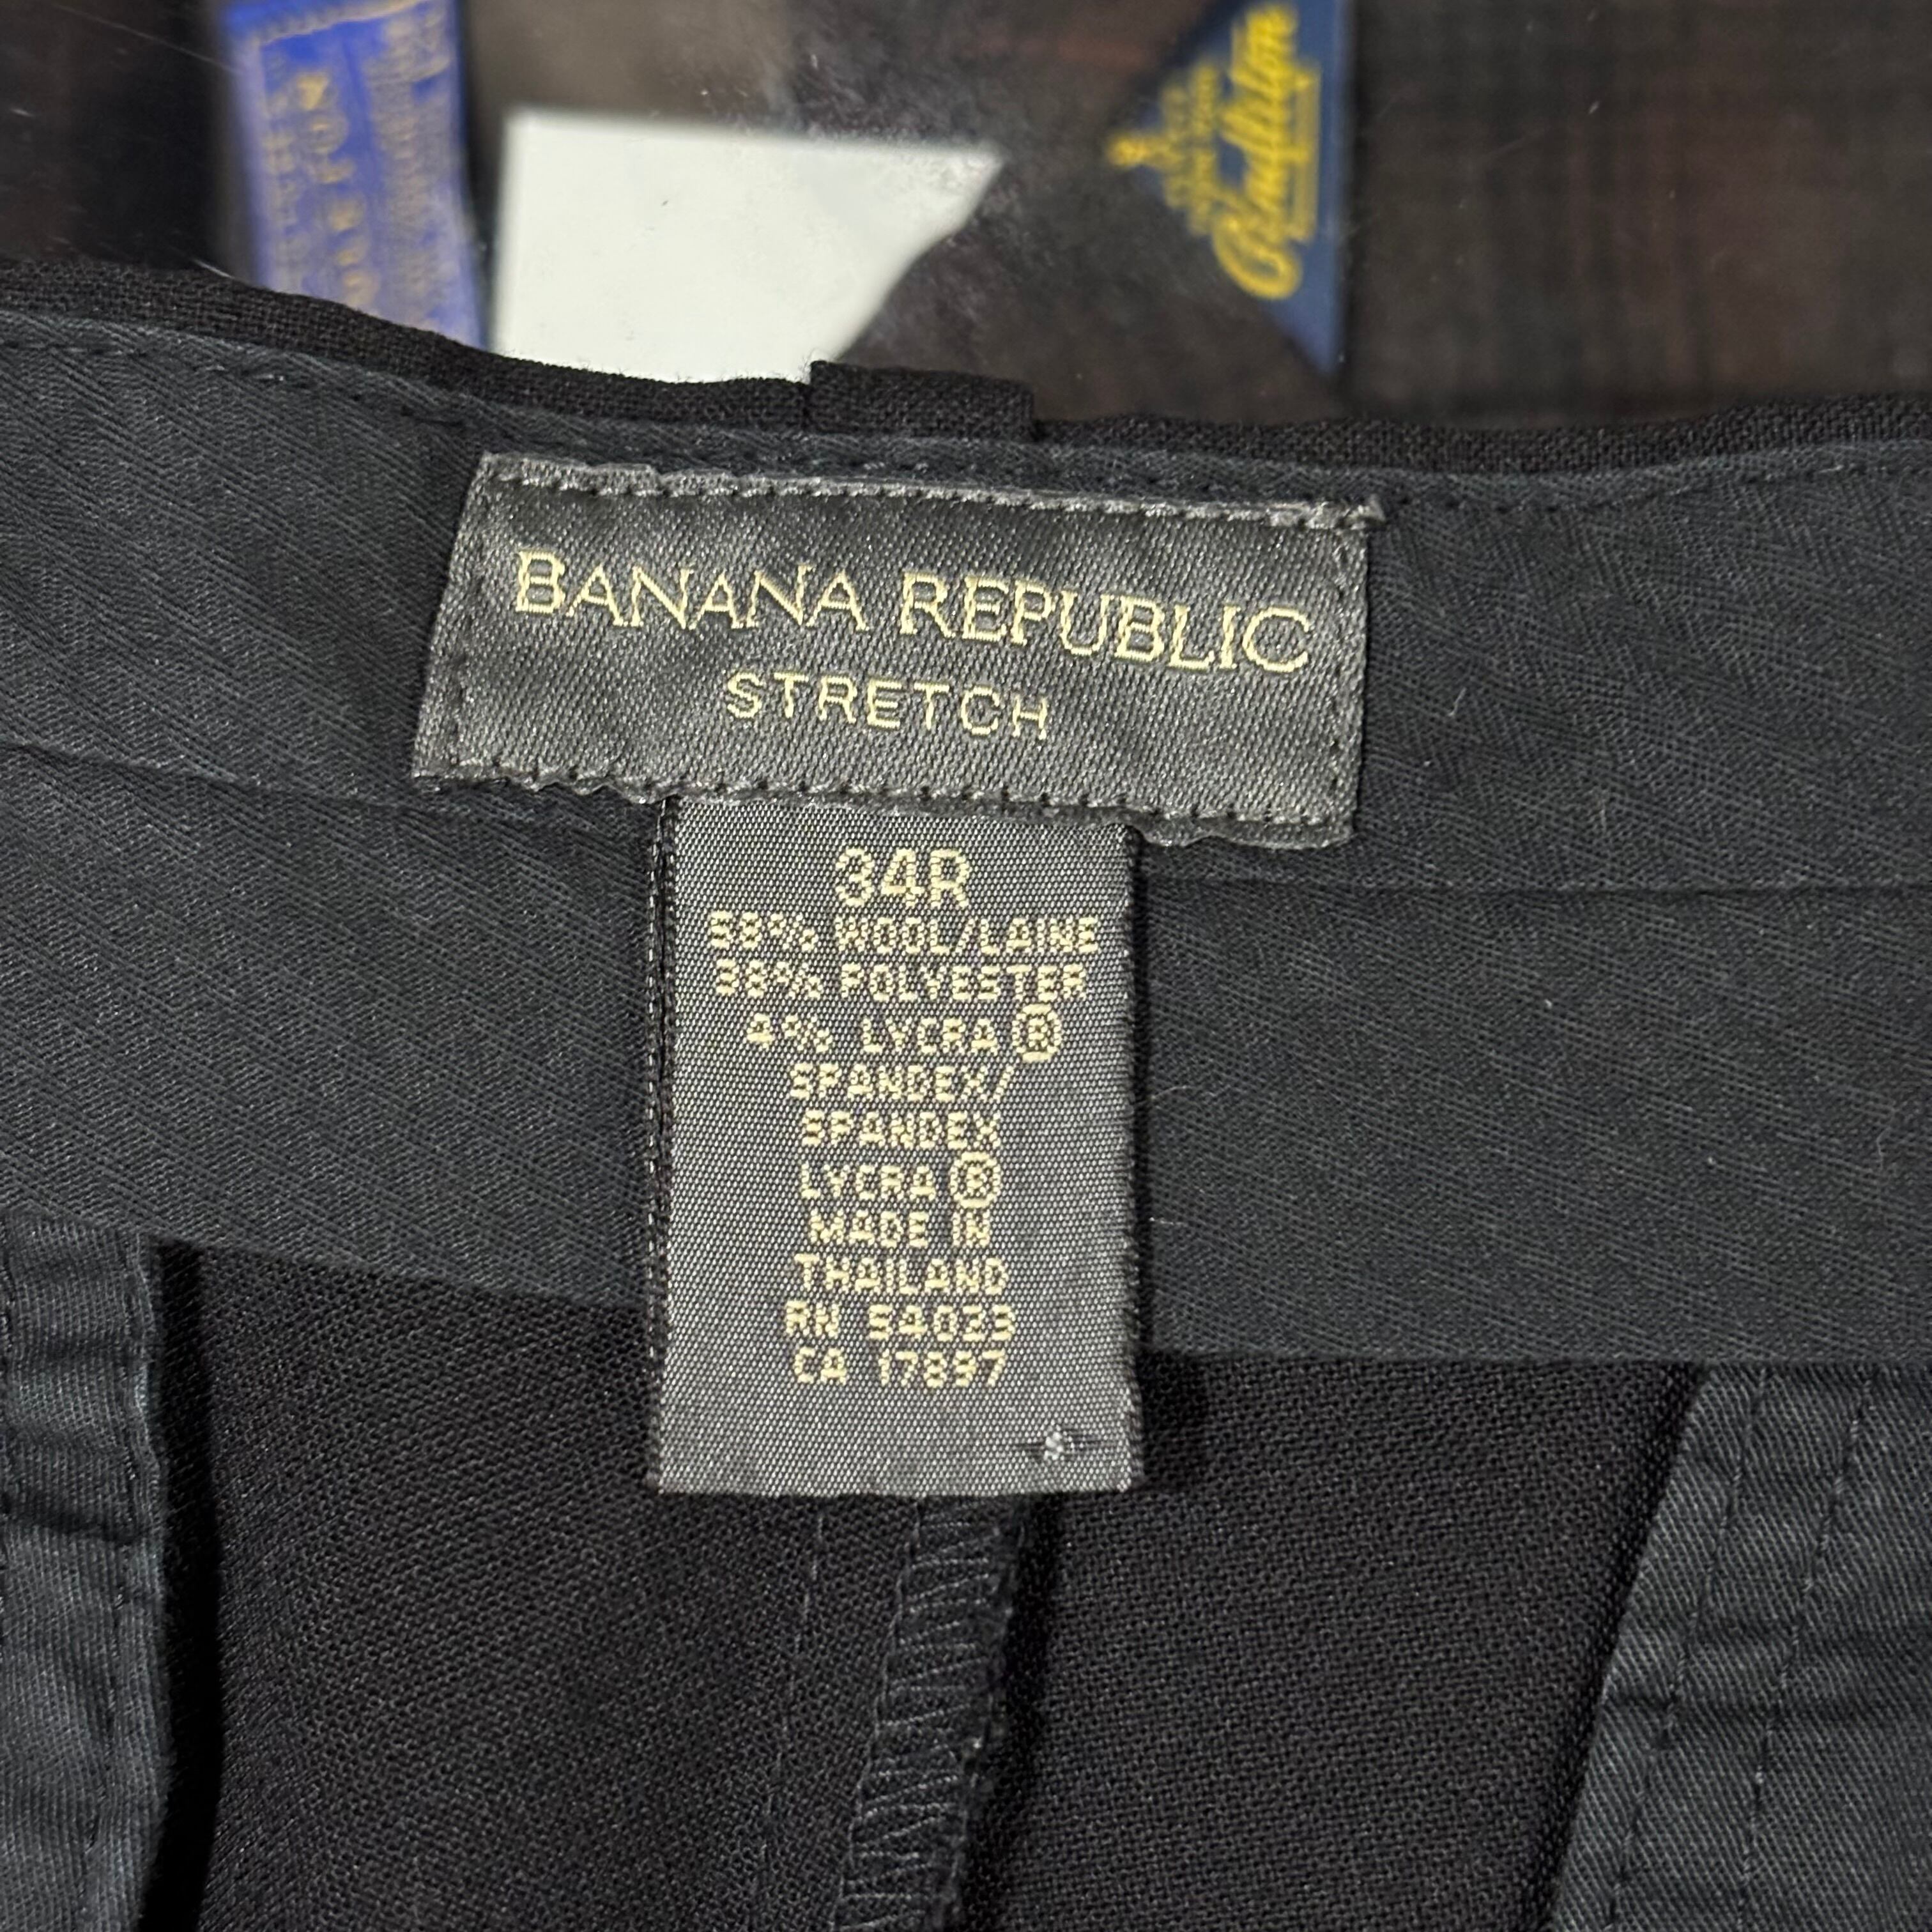 Pendleton
BANANA REPUBLIC
STRETCH
34R
58% WOOL/LAINE
38% POLYESTER
4% LYCRA ®
SPANDEX/
SPANDEX
LYCRA ®
MADE IN
THAILAND
RN 54023
CA 17897